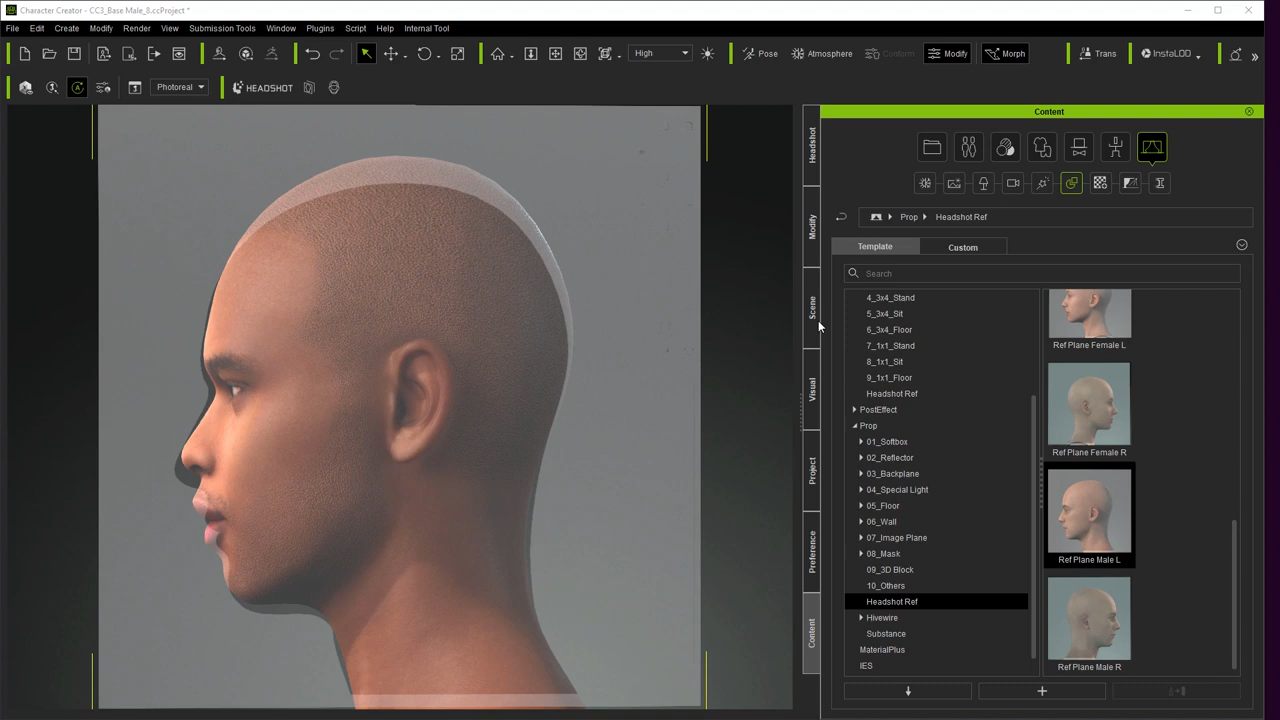 Character Creator - CC3_Base Male_8.ccProject *
File Edit Create Modify Render View Submission Tools Window Plugins Script Help Internal Tool
High Pose Atmosphere Conform Modify Morph Trans InstaLOD
Photoreal HEADSHOT
Content
Headshot
Modify
Scene
Visual
Project
Preference
Content
Prop Headshot Ref
Template Custom
Search
4_3x4_Stand
5_3x4_Sit
6_3x4_Floor
7_1x1_Stand
8_1x1_Sit
9_1x1_Floor
Headshot Ref
PostEffect
Prop
01_Softbox
02_Reflector
03_Backplane
04_Special Light
05_Floor
06_Wall
07_Image Plane
08_Mask
09_3D Block
10_Others
Headshot Ref
Hivewire
Substance
MaterialPlus
IES
Ref Plane Female L
Ref Plane Female R
Ref Plane Male L
Ref Plane Male R